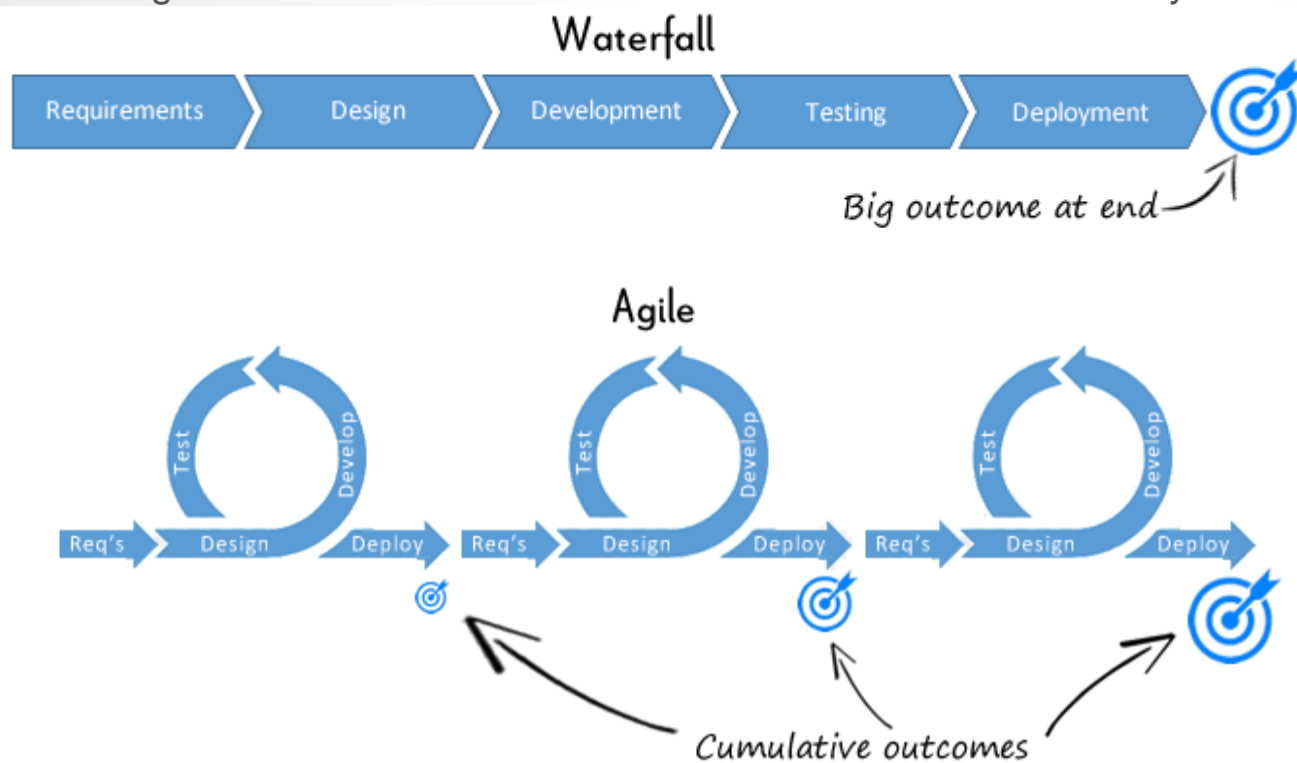 Waterfall
Requirements Design Development Testing Deployment
Big outcome at end
Agile
Test Develop Test Develop Test Develop
Req's Design Deploy Req's Design Deploy Req's Design Deploy
Cumulative outcomes